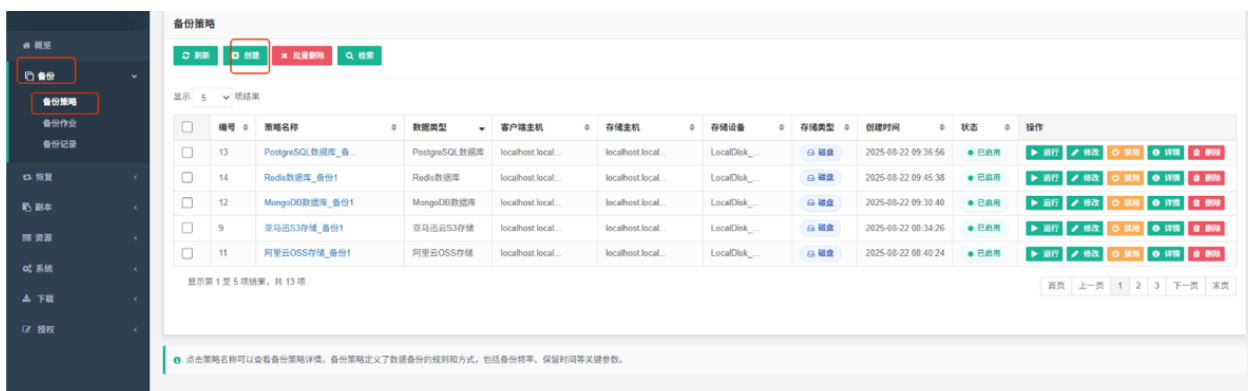 备份策略
概览
备份
备份策略
备份作业
备份记录
恢复
副本
资源
系统
下载
授权
刷新 创建 批量删除 检索
显示 5 项结果
编号 策略名称 数据类型 客户端主机 存储主机 存储设备 存储类型 创建时间 状态 操作
13 PostgreSQL数据库_备... PostgreSQL数据库 localhost.local... localhost.local... LocalDisk_... 磁盘 2025-08-22 09:36:56 已启用 运行 修改 禁用 详情 删除
14 Redis数据库_备份1 Redis数据库 localhost.local... localhost.local... LocalDisk_... 磁盘 2025-08-22 09:45:38 已启用 运行 修改 禁用 详情 删除
12 MongoDB数据库_备份1 MongoDB数据库 localhost.local... localhost.local... LocalDisk_... 磁盘 2025-08-22 09:30:40 已启用 运行 修改 禁用 详情 删除
9 亚马迅S3存储_备份1 亚马迅云S3存储 localhost.local... localhost.local... LocalDisk_... 磁盘 2025-08-22 08:34:26 已启用 运行 修改 禁用 详情 删除
11 阿里云OSS存储_备份1 阿里云OSS存储 localhost.local... localhost.local... LocalDisk_... 磁盘 2025-08-22 08:40:24 已启用 运行 修改 禁用 详情 删除
显示第 1 至 5 项结果，共 13 项
首页 上一页 1 2 3 下一页 末页
点击策略名称可以查看备份策略详情。备份策略定义了数据备份的规则和方式，包括备份频率、保留时间等关键参数。